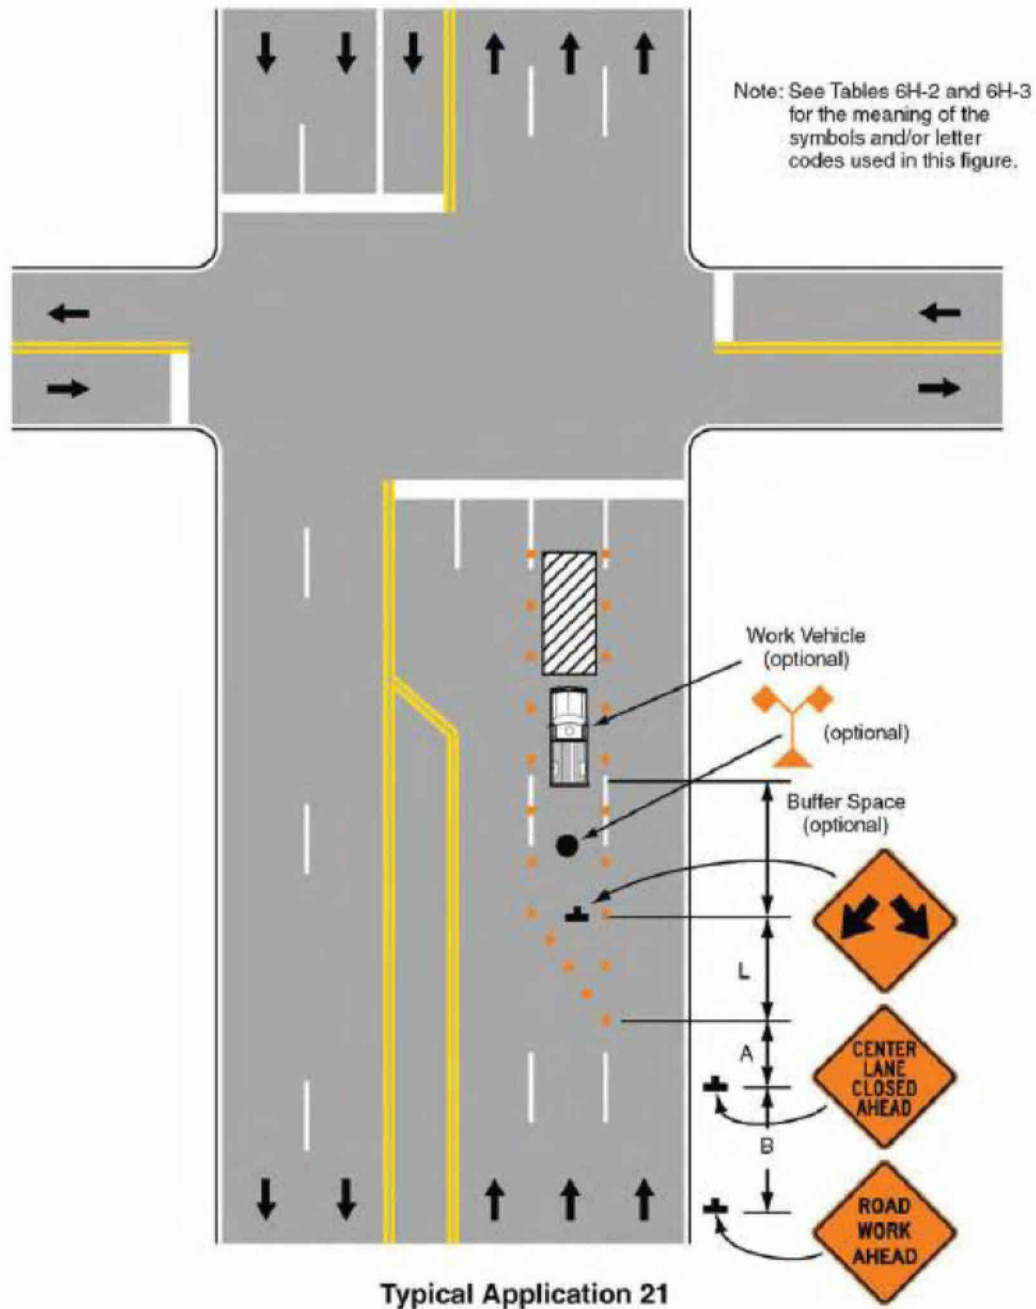 Note: See Tables 6H-2 and 6H-3
for the meaning of the
symbols and/or letter
codes used in this figure.
Work Vehicle
(optional)
(optional)
Buffer Space
(optional)
L
A
CENTER
LANE
CLOSED
AHEAD
B
ROAD
WORK
AHEAD
Typical Application 21